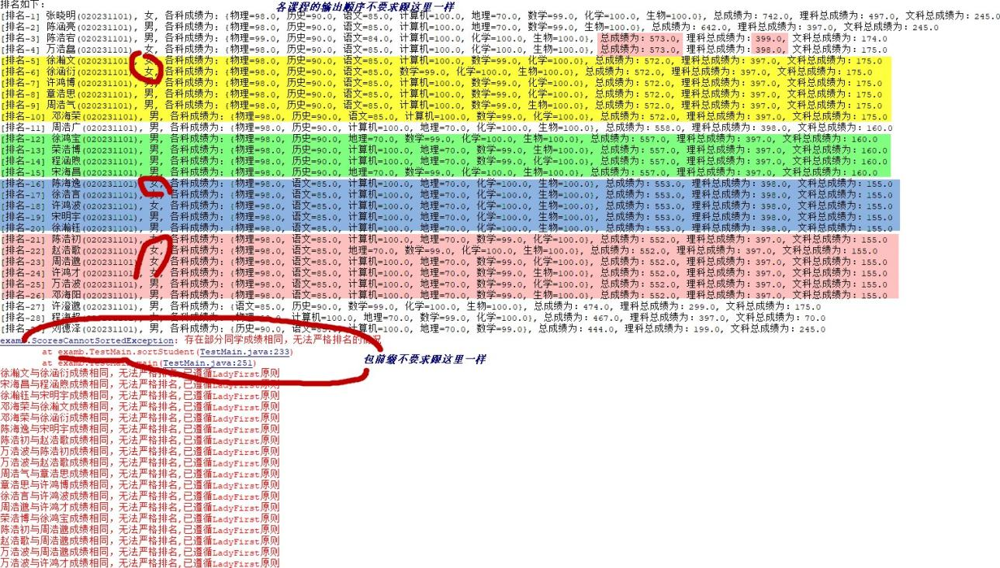 排名如下:
各课程的输出顺序不要求跟这里一样
[排名-1] 张晓明(020231101), 女, 各科成绩为: {物理=98.0, 历史=90.0, 语文=85.0, 计算机=100.0, 地理=70.0, 数学=99.0, 化学=100.0, 生物=100.0}, 总成绩为: 742.0, 理科总成绩为: 497.0, 文科总成绩为: 245.0
[排名-2] 陈涵亮(020231101), 男, 各科成绩为: {物理=98.0, 历史=90.0, 语文=85.0, 计算机=100.0, 地理=70.0, 数学=99.0, 化学=100.0}, 总成绩为: 642.0, 理科总成绩为: 397.0, 文科总成绩为: 245.0
[排名-3] 陈浩宕(020231101), 男, 各科成绩为: {物理=99.0, 历史=90.0, 语文=84.0, 计算机=100.0, 化学=100.0, 生物=100.0}, 总成绩为: 573.0, 理科总成绩为: 399.0, 文科总成绩为: 174.0
[排名-4] 万浩磊(020231101), 女, 各科成绩为: {物理=98.0, 历史=90.0, 语文=85.0, 计算机=100.0, 化学=100.0, 生物=100.0}, 总成绩为: 573.0, 理科总成绩为: 398.0, 文科总成绩为: 175.0
[排名-5] 徐瀚文(020231101), 女, 各科成绩为: {物理=98.0, 历史=90.0, 语文=85.0, 计算机=100.0, 数学=99.0, 化学=100.0}, 总成绩为: 572.0, 理科总成绩为: 397.0, 文科总成绩为: 175.0
[排名-6] 徐涵衍(020231101), 女, 各科成绩为: {物理=98.0, 历史=90.0, 语文=85.0, 数学=99.0, 化学=100.0, 生物=100.0}, 总成绩为: 572.0, 理科总成绩为: 397.0, 文科总成绩为: 175.0
[排名-7] 许鸿博(020231101), 男, 各科成绩为: {物理=98.0, 历史=90.0, 语文=85.0, 计算机=100.0, 数学=99.0, 化学=100.0}, 总成绩为: 572.0, 理科总成绩为: 397.0, 文科总成绩为: 175.0
[排名-8] 章浩思(020231101), 男, 各科成绩为: {物理=98.0, 历史=90.0, 语文=85.0, 计算机=100.0, 数学=99.0, 化学=100.0}, 总成绩为: 572.0, 理科总成绩为: 397.0, 文科总成绩为: 175.0
[排名-9] 周浩气(020231101), 男, 各科成绩为: {物理=98.0, 历史=90.0, 语文=85.0, 计算机=100.0, 数学=99.0, 生物=100.0}, 总成绩为: 572.0, 理科总成绩为: 397.0, 文科总成绩为: 175.0
[排名-10] 邓海荣(020231101), 男, 各科成绩为: {物理=98.0, 历史=90.0, 语文=85.0, 计算机=100.0, 数学=99.0, 化学=100.0}, 总成绩为: 572.0, 理科总成绩为: 397.0, 文科总成绩为: 175.0
[排名-11] 周浩广(020231101), 男, 各科成绩为: {物理=98.0, 历史=90.0, 计算机=100.0, 地理=70.0, 化学=100.0, 生物=100.0}, 总成绩为: 558.0, 理科总成绩为: 398.0, 文科总成绩为: 160.0
[排名-12] 徐鸿宝(020231101), 男, 各科成绩为: {物理=98.0, 历史=90.0, 地理=70.0, 数学=99.0, 化学=100.0, 生物=100.0}, 总成绩为: 557.0, 理科总成绩为: 397.0, 文科总成绩为: 160.0
[排名-13] 荣浩博(020231101), 男, 各科成绩为: {物理=98.0, 历史=90.0, 计算机=100.0, 地理=70.0, 数学=99.0, 化学=100.0}, 总成绩为: 557.0, 理科总成绩为: 397.0, 文科总成绩为: 160.0
[排名-14] 程涵煦(020231101), 男, 各科成绩为: {物理=98.0, 历史=90.0, 计算机=100.0, 地理=70.0, 数学=99.0, 化学=100.0}, 总成绩为: 557.0, 理科总成绩为: 397.0, 文科总成绩为: 160.0
[排名-15] 宋海昌(020231101), 男, 各科成绩为: {物理=98.0, 历史=90.0, 地理=70.0, 数学=99.0, 化学=100.0, 生物=100.0}, 总成绩为: 557.0, 理科总成绩为: 397.0, 文科总成绩为: 160.0
[排名-16] 陈海逸(020231101), 女, 各科成绩为: {物理=98.0, 语文=85.0, 计算机=100.0, 地理=70.0, 化学=100.0, 生物=100.0}, 总成绩为: 553.0, 理科总成绩为: 398.0, 文科总成绩为: 155.0
[排名-17] 徐浩言(020231101), 女, 各科成绩为: {物理=98.0, 语文=85.0, 计算机=100.0, 地理=70.0, 化学=100.0, 生物=100.0}, 总成绩为: 553.0, 理科总成绩为: 398.0, 文科总成绩为: 155.0
[排名-18] 许鸿波(020231101), 女, 各科成绩为: {物理=98.0, 语文=85.0, 计算机=100.0, 地理=70.0, 化学=100.0, 生物=100.0}, 总成绩为: 553.0, 理科总成绩为: 398.0, 文科总成绩为: 155.0
[排名-19] 宋明宇(020231101), 男, 各科成绩为: {物理=98.0, 语文=85.0, 计算机=100.0, 地理=70.0, 化学=100.0, 生物=100.0}, 总成绩为: 553.0, 理科总成绩为: 398.0, 文科总成绩为: 155.0
[排名-20] 徐瀚钰(020231101), 男, 各科成绩为: {物理=98.0, 语文=85.0, 计算机=100.0, 地理=70.0, 化学=100.0, 生物=100.0}, 总成绩为: 553.0, 理科总成绩为: 398.0, 文科总成绩为: 155.0
[排名-21] 陈浩初(020231101), 女, 各科成绩为: {物理=98.0, 语文=85.0, 计算机=100.0, 地理=70.0, 数学=99.0, 化学=100.0}, 总成绩为: 552.0, 理科总成绩为: 397.0, 文科总成绩为: 155.0
[排名-22] 赵浩歌(020231101), 女, 各科成绩为: {物理=98.0, 语文=85.0, 地理=70.0, 数学=99.0, 化学=100.0, 生物=100.0}, 总成绩为: 552.0, 理科总成绩为: 397.0, 文科总成绩为: 155.0
[排名-23] 周浩邈(020231101), 女, 各科成绩为: {物理=98.0, 语文=85.0, 计算机=100.0, 地理=70.0, 数学=99.0, 生物=100.0}, 总成绩为: 552.0, 理科总成绩为: 397.0, 文科总成绩为: 155.0
[排名-24] 许鸿才(020231101), 女, 各科成绩为: {物理=98.0, 语文=85.0, 计算机=100.0, 地理=70.0, 数学=99.0, 生物=100.0}, 总成绩为: 552.0, 理科总成绩为: 397.0, 文科总成绩为: 155.0
[排名-25] 万浩波(020231101), 男, 各科成绩为: {物理=98.0, 语文=85.0, 计算机=100.0, 地理=70.0, 数学=99.0, 化学=100.0}, 总成绩为: 552.0, 理科总成绩为: 397.0, 文科总成绩为: 155.0
[排名-26] 邓海阳(020231101), 男, 各科成绩为: {物理=98.0, 语文=85.0, 计算机=100.0, 地理=70.0, 数学=99.0, 生物=100.0}, 总成绩为: 552.0, 理科总成绩为: 397.0, 文科总成绩为: 155.0
[排名-27] 许澄邈(020231101), 男, 各科成绩为: {语文=85.0, 历史=90.0, 数学=99.0, 化学=100.0, 生物=100.0}, 总成绩为: 474.0, 理科总成绩为: 299.0, 文科总成绩为: 175.0
[排名-28] 程海超(020231101), 女, 各科成绩为: {物理=98.0, 计算机=100.0, 地理=70.0, 数学=99.0, 化学=100.0}, 总成绩为: 467.0, 理科总成绩为: 397.0, 文科总成绩为: 70.0
刘德泽(020231101), 男, 各科成绩为: {历史=90.0, 语文=85.0, 地理=70.0, 数学=99.0, 化学=100.0}, 总成绩为: 444.0, 理科总成绩为: 199.0, 文科总成绩为: 245.0
examb.ScoresCannotSortedException: 存在部分同学成绩相同, 无法严格排名的情况
at examb.TestMain.sortStudent(TestMain.java:233)
at examb.TestMain.main(TestMain.java:251)
包前缀不要求跟这里一样
徐瀚文与徐涵衍成绩相同, 无法严格排名,已遵循LadyFirst原则
宋海昌与程涵煦成绩相同, 无法严格排名,已遵循LadyFirst原则
徐瀚钰与宋明宇成绩相同, 无法严格排名,已遵循LadyFirst原则
邓海荣与徐瀚文成绩相同, 无法严格排名,已遵循LadyFirst原则
邓海荣与徐涵衍成绩相同, 无法严格排名,已遵循LadyFirst原则
陈海逸与宋明宇成绩相同, 无法严格排名,已遵循LadyFirst原则
陈浩初与赵浩歌成绩相同, 无法严格排名,已遵循LadyFirst原则
万浩波与陈浩初成绩相同, 无法严格排名,已遵循LadyFirst原则
万浩波与赵浩歌成绩相同, 无法严格排名,已遵循LadyFirst原则
周浩气与章浩思成绩相同, 无法严格排名,已遵循LadyFirst原则
章浩思与许鸿博成绩相同, 无法严格排名,已遵循LadyFirst原则
徐浩言与许鸿波成绩相同, 无法严格排名,已遵循LadyFirst原则
周浩邈与许鸿才成绩相同, 无法严格排名,已遵循LadyFirst原则
荣浩博与徐鸿宝成绩相同, 无法严格排名,已遵循LadyFirst原则
陈浩初与周浩邈成绩相同, 无法严格排名,已遵循LadyFirst原则
赵浩歌与周浩邈成绩相同, 无法严格排名,已遵循LadyFirst原则
万浩波与周浩邈成绩相同, 无法严格排名,已遵循LadyFirst原则
万浩波与许鸿才成绩相同, 无法严格排名,已遵循LadyFirst原则